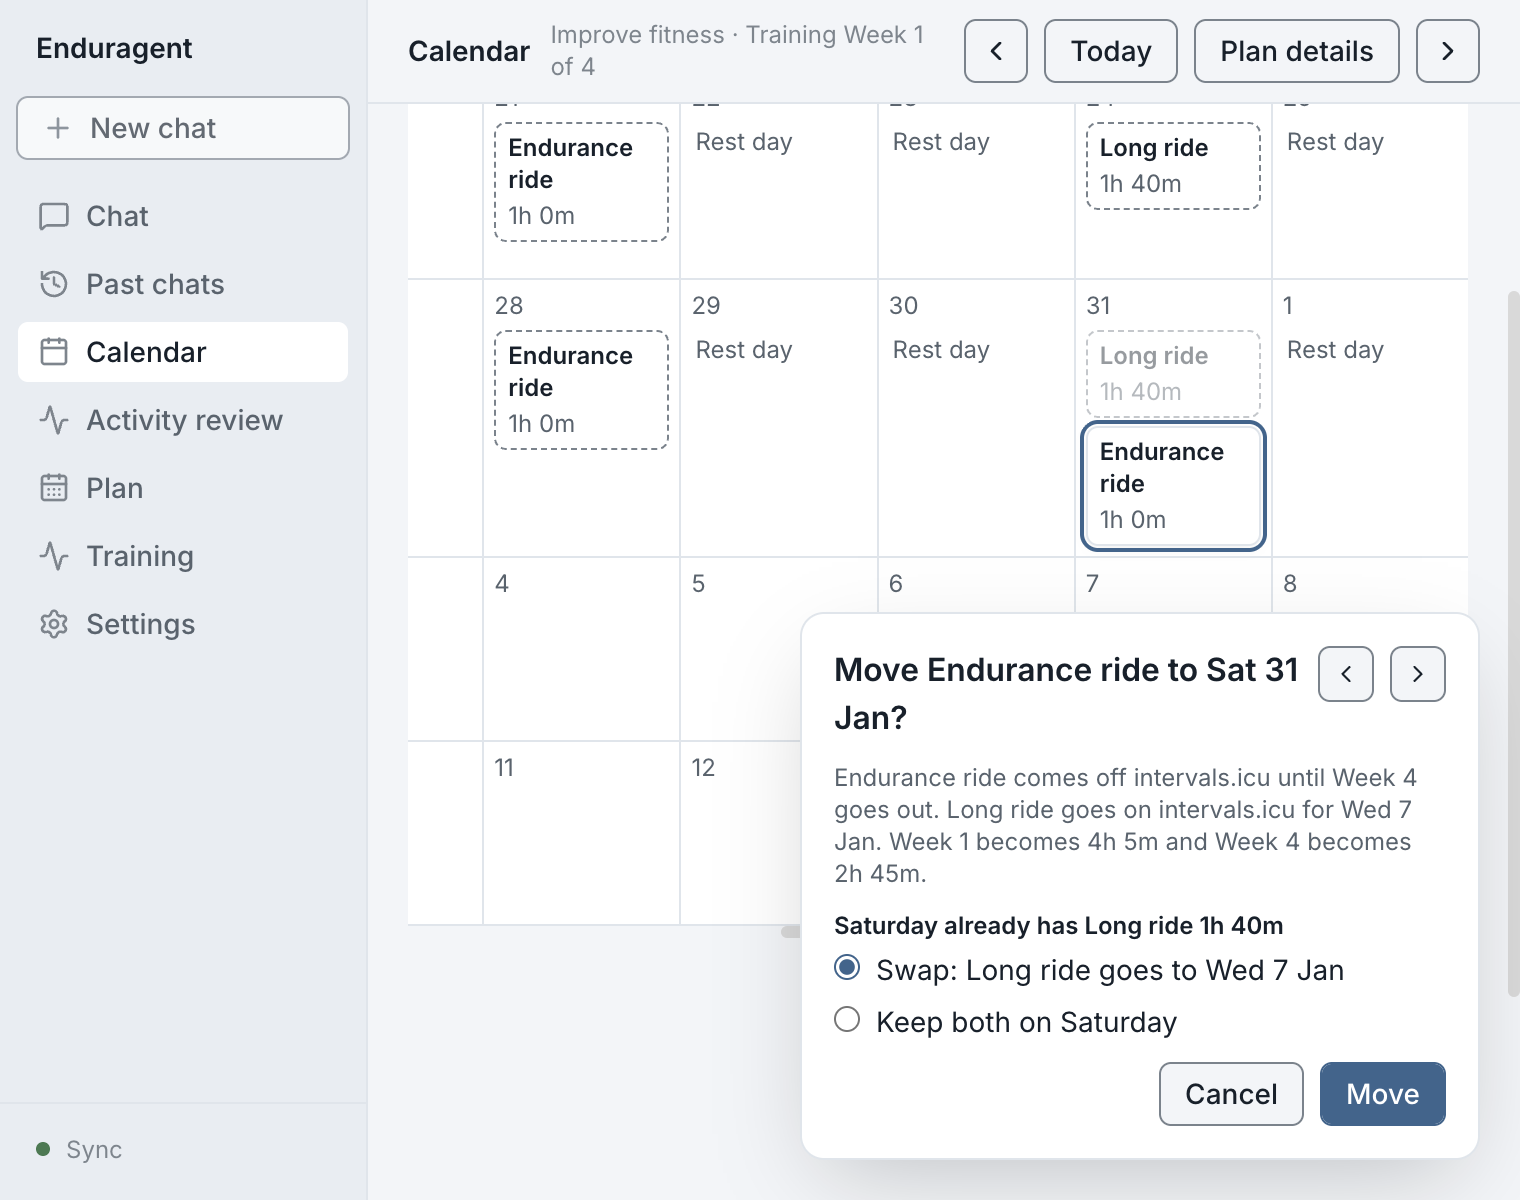 Enduragent
New chat
Chat
Past chats
Calendar
Activity review
Plan
Training
Settings
Sync
Calendar
Improve fitness · Training Week 1
of 4
Today
Plan details
Endurance
ride
1h 0m
Rest day
Rest day
Long ride
1h 40m
Rest day
28
Endurance
ride
1h 0m
29
Rest day
30
Rest day
31
Long ride
1h 40m
Endurance
ride
1h 0m
1
Rest day
4
5
6
7
8
11
12
Move Endurance ride to Sat 31
Jan?
Endurance ride comes off intervals.icu until Week 4
goes out. Long ride goes on intervals.icu for Wed 7
Jan. Week 1 becomes 4h 5m and Week 4 becomes
2h 45m.
Saturday already has Long ride 1h 40m
Swap: Long ride goes to Wed 7 Jan
Keep both on Saturday
Cancel
Move